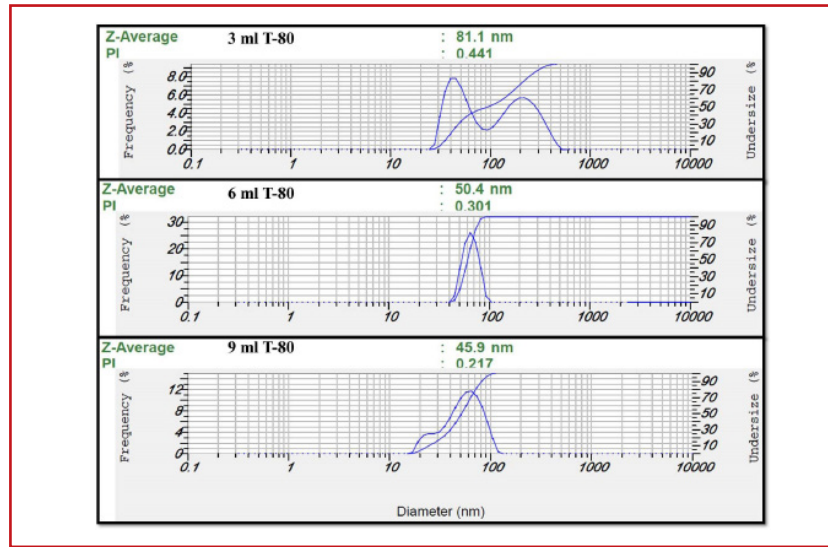 Z-Average 3 ml T-80 : 81.1 nm
PI : 0.441
Frequency (%
8.0
6.0
4.0
2.0
0.0
90
70
50
30
10
Undersize (%
0.1 1 10 100 1000 10000
Z-Average 6 ml T-80 : 50.4 nm
PI : 0.301
Frequency (%
30
20
10
0
90
70
50
30
10
Undersize (%
0.1 1 10 100 1000 10000
Z-Average 9 ml T-80 : 45.9 nm
PI : 0.217
Frequency (%
12
8
4
0
90
70
50
30
10
Undersize (%
0.1 1 10 100 1000 10000
Diameter (nm)